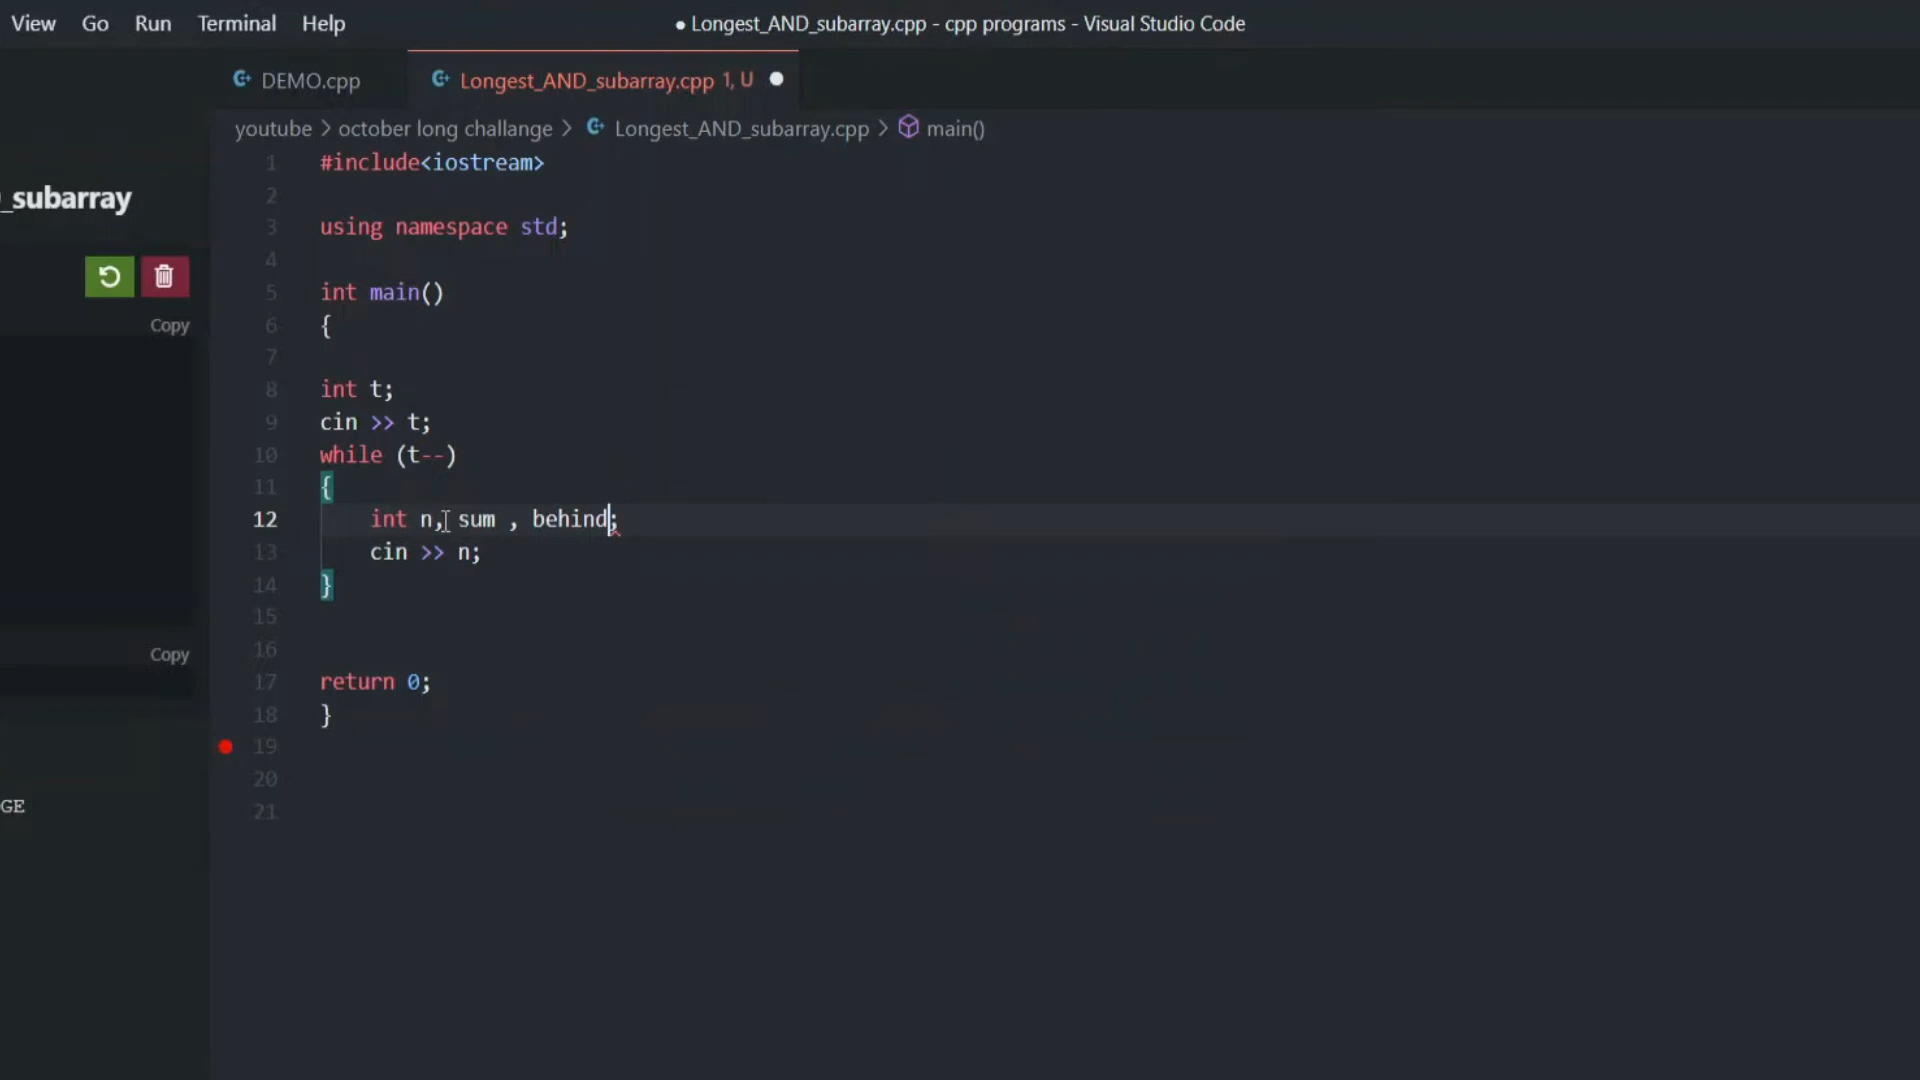 View Go Run Terminal Help
● Longest_AND_subarray.cpp - cpp programs - Visual Studio Code
DEMO.cpp
Longest_AND_subarray.cpp 1, U ●
youtube > october long challange > Longest_AND_subarray.cpp > main()
_subarray
Copy
Copy
GE
1 #include<iostream>
2
3 using namespace std;
4
5 int main()
6 {
7
8 int t;
9 cin >> t;
10 while (t--)
11 {
12 int n, sum , behind;
13 cin >> n;
14 }
15
16
17 return 0;
18 }
19
20
21